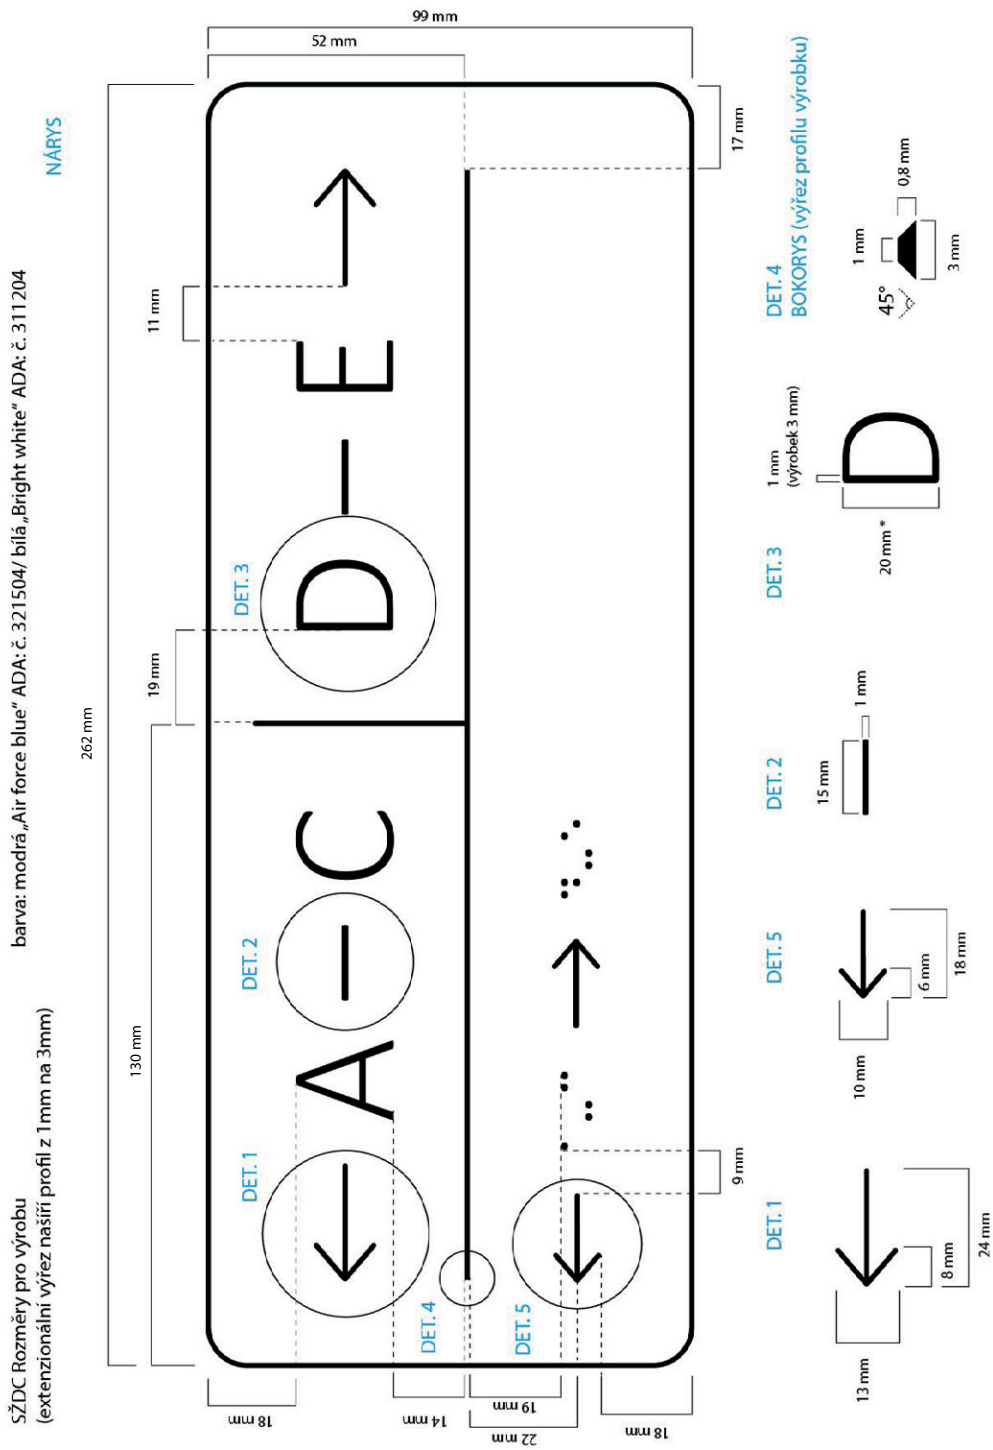 SŽDC Rozměry pro výrobu
(extenzionální výřez našíří profil z 1mm na 3mm)
barva: modrá „Air force blue“ ADA: č. 321504/ bílá „Bright white“ ADA: č. 311204
NÁRYS
262 mm
130 mm
19 mm
11 mm
52 mm
99 mm
DET. 1
DET. 2
DET. 3
A – C
D – E
18 mm
14 mm
DET. 4
DET. 5
19 mm
22 mm
18 mm
9 mm
17 mm
DET. 1
13 mm
8 mm
24 mm
DET. 5
10 mm
6 mm
18 mm
DET. 2
15 mm
1 mm
DET. 3
1 mm
(výrobek 3 mm)
D
20 mm *
DET. 4
BOKORYS (výřez profilu výrobku)
45°
1 mm
0,8 mm
3 mm